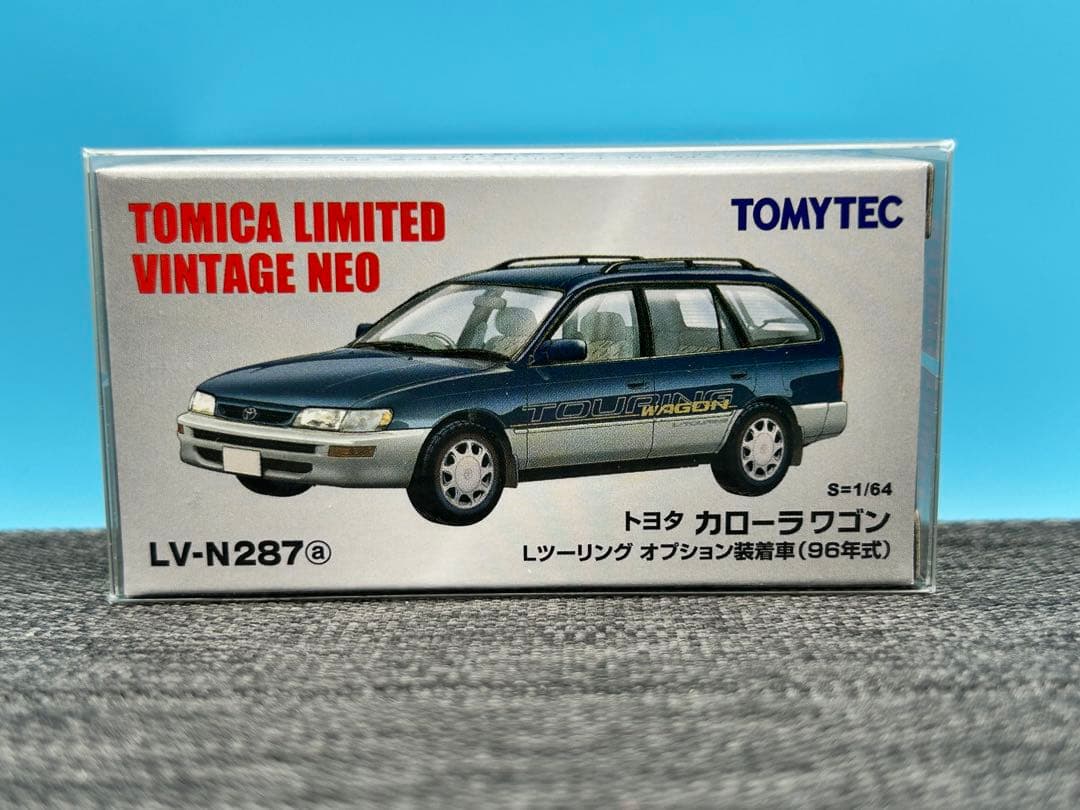 TOMICA LIMITED
VINTAGE NEO
TOMYTEC
TOURING
WAGON
S=1/64
トヨタ カローラワゴン
Lツーリング オプション装着車(96年式)
LV-N287ⓐ